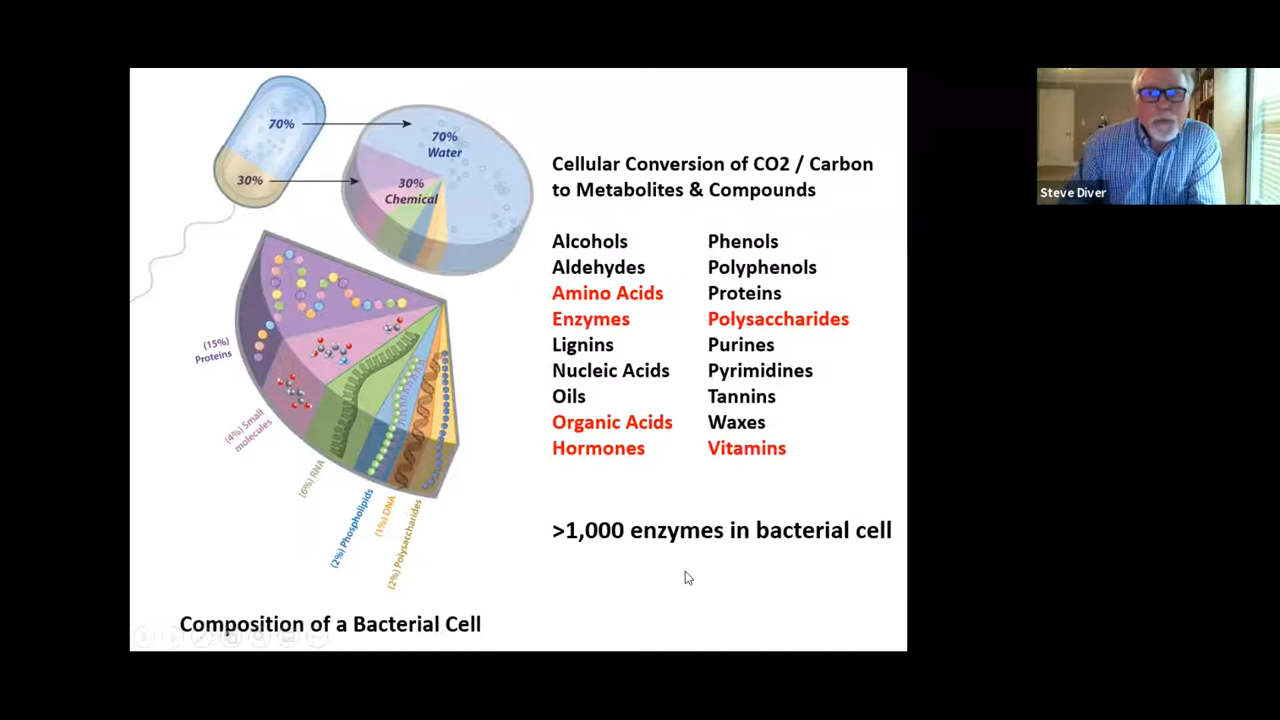 70%
30%
70%
Water
30%
Chemical
(15%)
Proteins
(4%) Small
molecules
(6%) RNA
(2%) Phospholipids
(1%) DNA
(2%) Polysaccharides
Composition of a Bacterial Cell
Cellular Conversion of CO2 / Carbon
to Metabolites & Compounds
Alcohols
Aldehydes
Amino Acids
Enzymes
Lignins
Nucleic Acids
Oils
Organic Acids
Hormones
Phenols
Polyphenols
Proteins
Polysaccharides
Purines
Pyrimidines
Tannins
Waxes
Vitamins
>1,000 enzymes in bacterial cell
Steve Diver